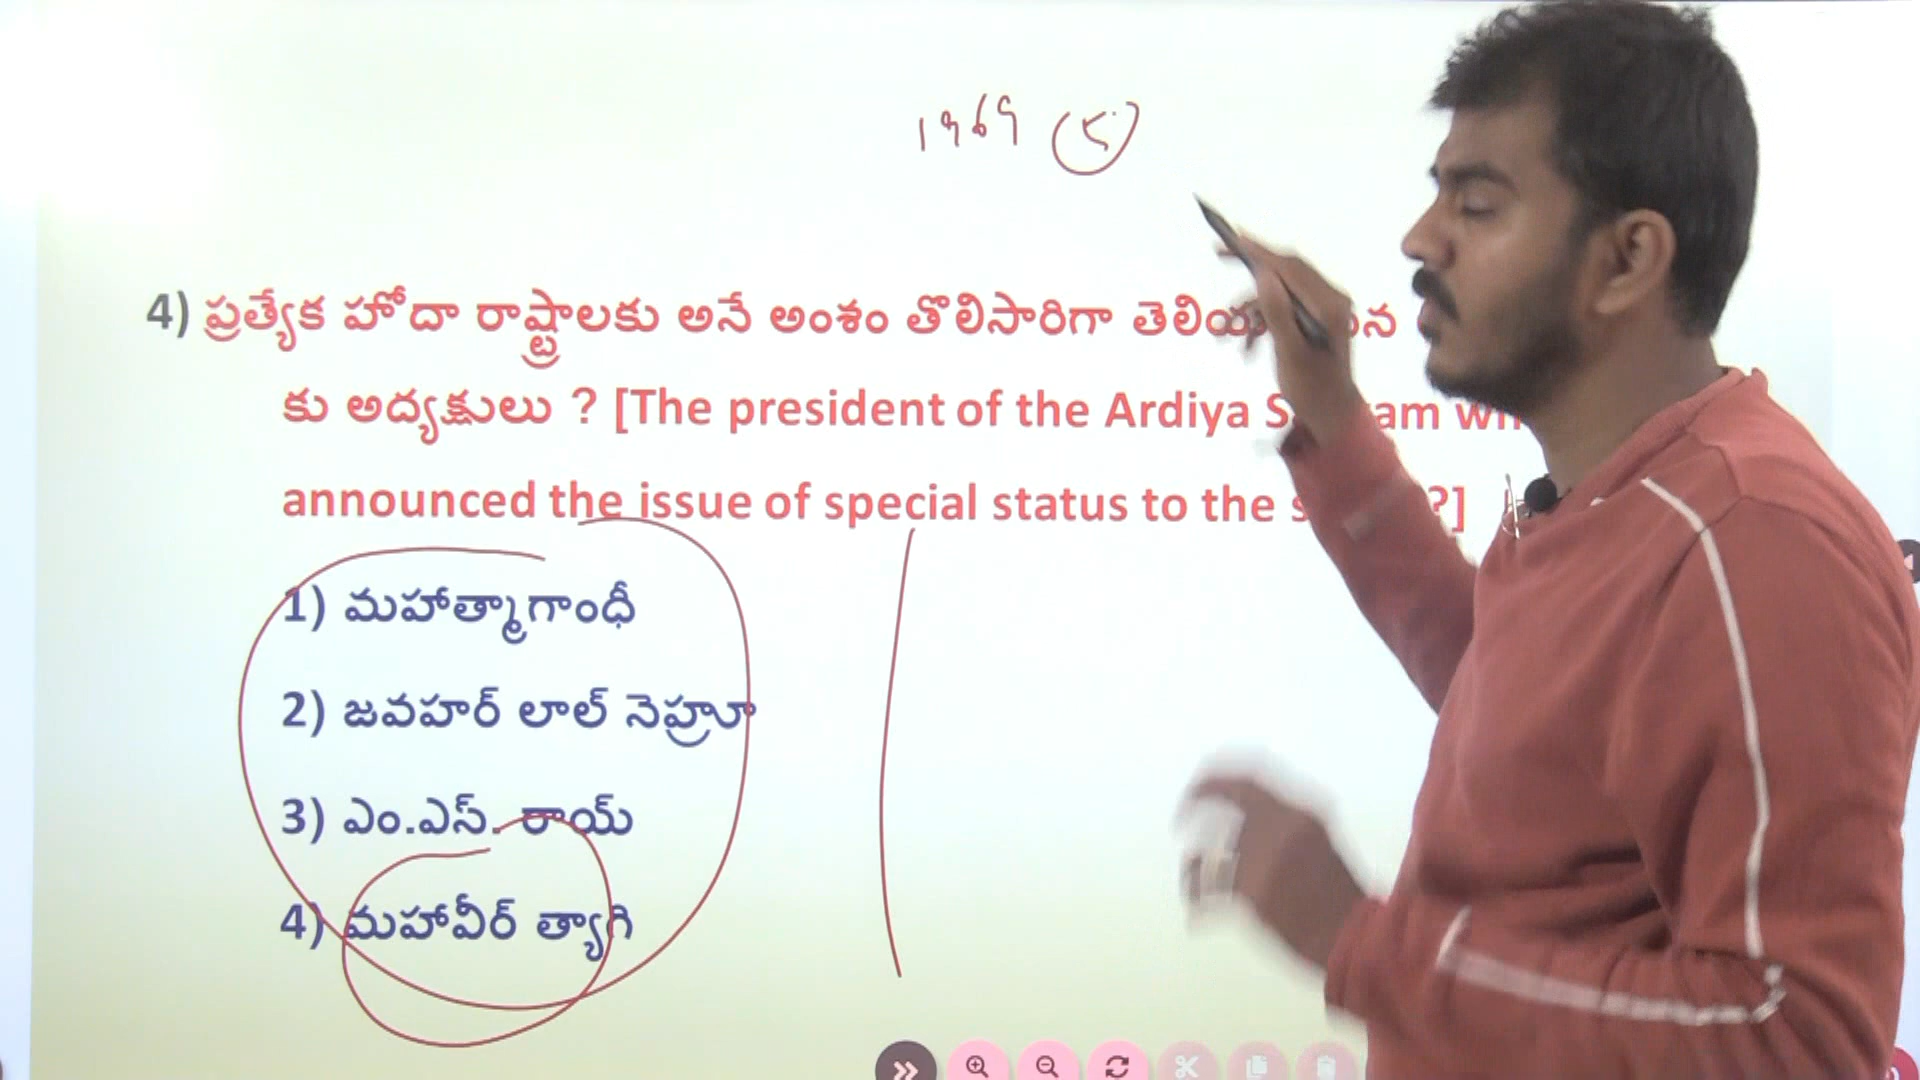 1969 (5)
4) ప్రత్యేక హోదా రాష్ట్రాలకు అనే అంశం తొలిసారిగా
కు అధ్యక్షులు ? [The president of the Ardiya
announced the issue of special status to the
1) మహాత్మాగాంధీ
2) జవహర్ లాల్ నెహ్రూ
3) ఎం.ఎస్. రాయ్
4) మహావీర్ త్యాగి